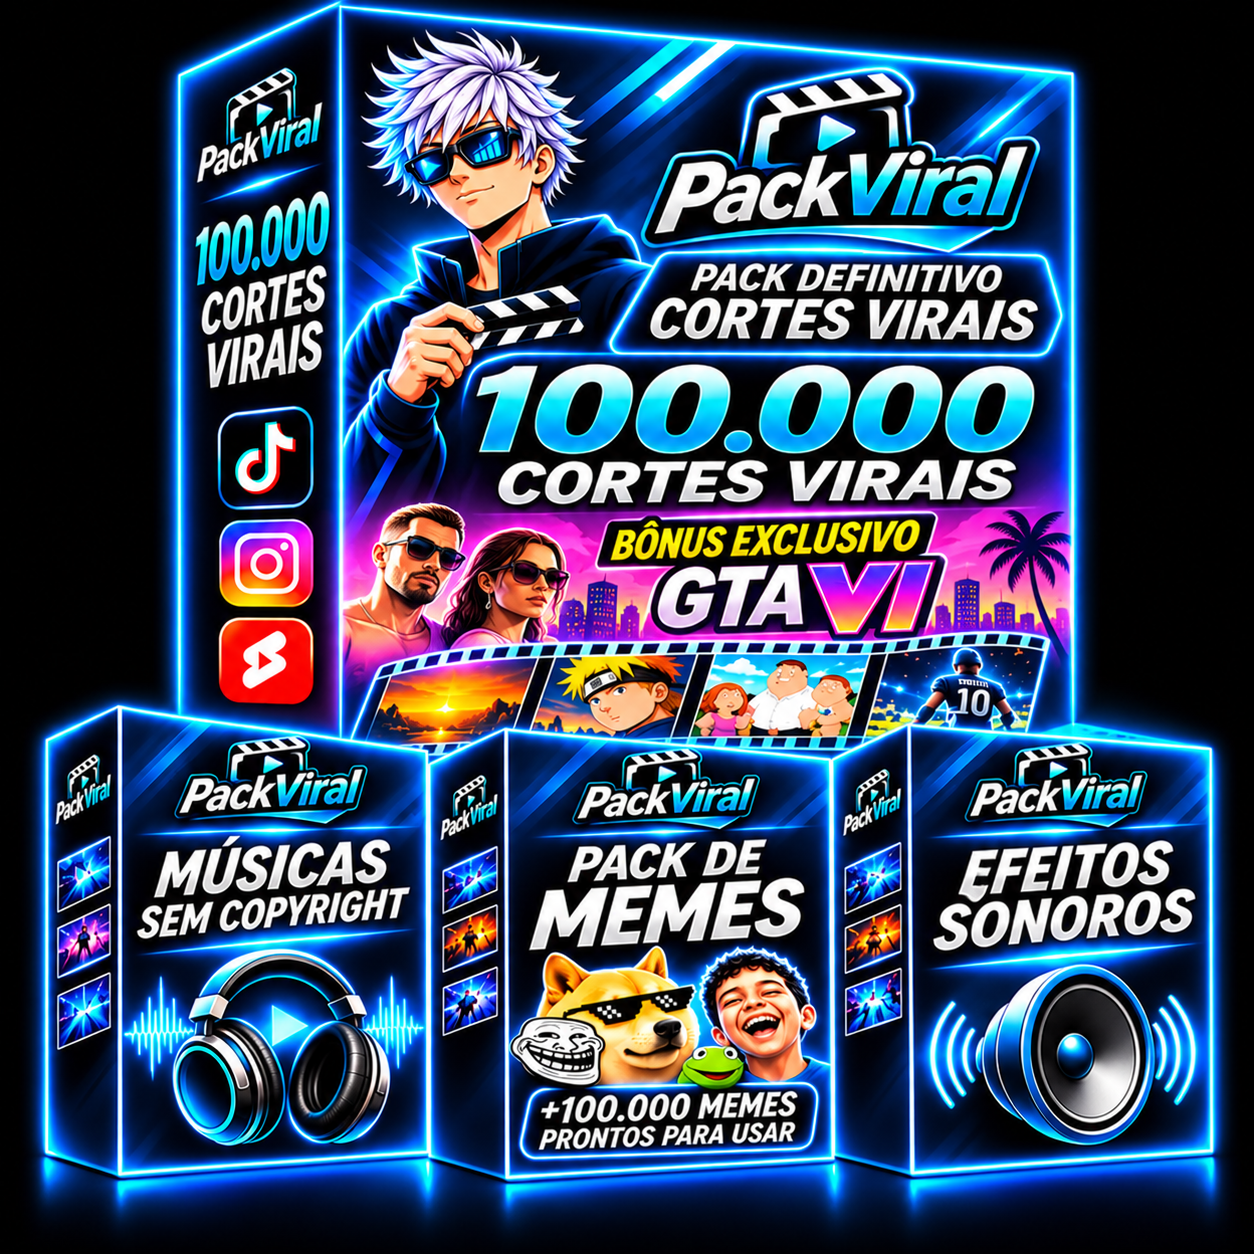 PackViral
100.000
CORTES
VIRAIS
PackViral
PACK DEFINITIVO
CORTES VIRAIS
100.000
CORTES VIRAIS
BÔNUS EXCLUSIVO
GTA VI
10
PackViral
PackViral
MÚSICAS
SEM COPYRIGHT
PackViral
PackViral
PACK DE
MEMES
+100.000 MEMES
PRONTOS PARA USAR
PackViral
PackViral
EFEITOS
SONOROS